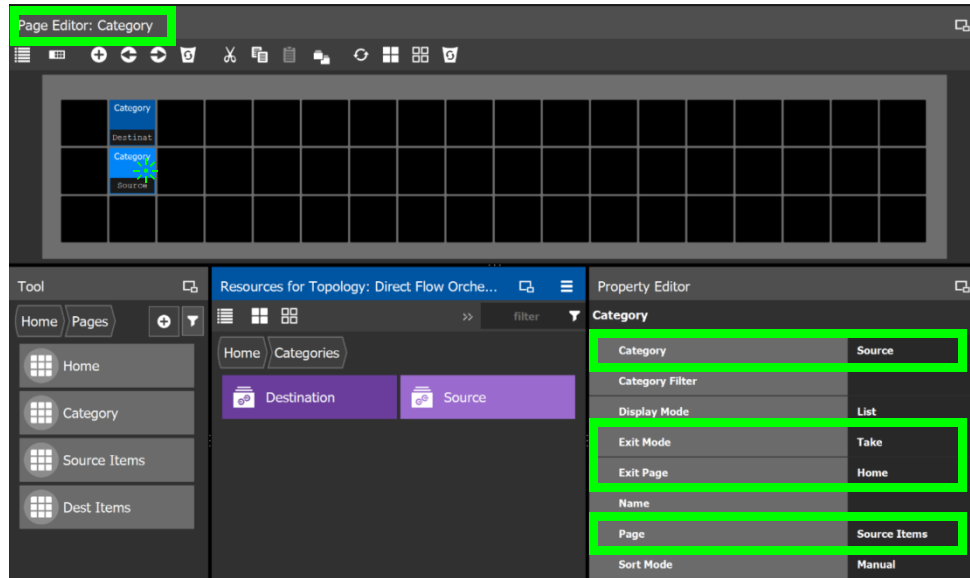 Page Editor: Category
Category
Destinat
Category
Source
Tool
Resources for Topology: Direct Flow Orche...
Property Editor
Home Pages
>> filter
Category
Home Categories
Home
Category
Source Items
Dest Items
Destination
Source
Category Source
Category Filter
Display Mode List
Exit Mode Take
Exit Page Home
Name
Page Source Items
Sort Mode Manual